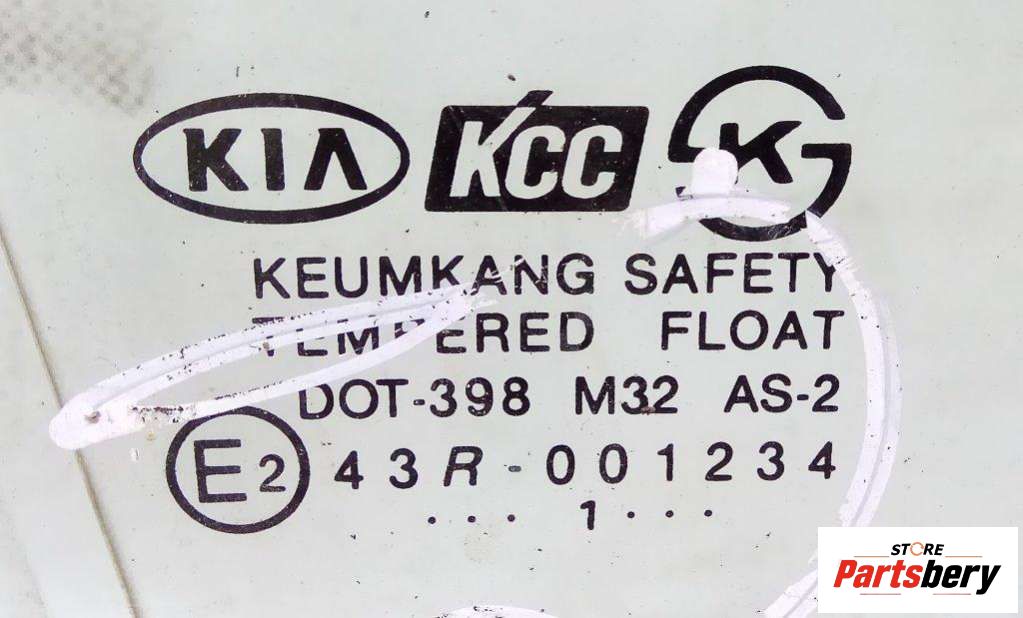 KIA KCC K
KEUMKANG SAFETY
TEMPERED FLOAT
DOT-398 M32 AS-2
E2 43R-001234
... 1 ...
STORE
Partsbery